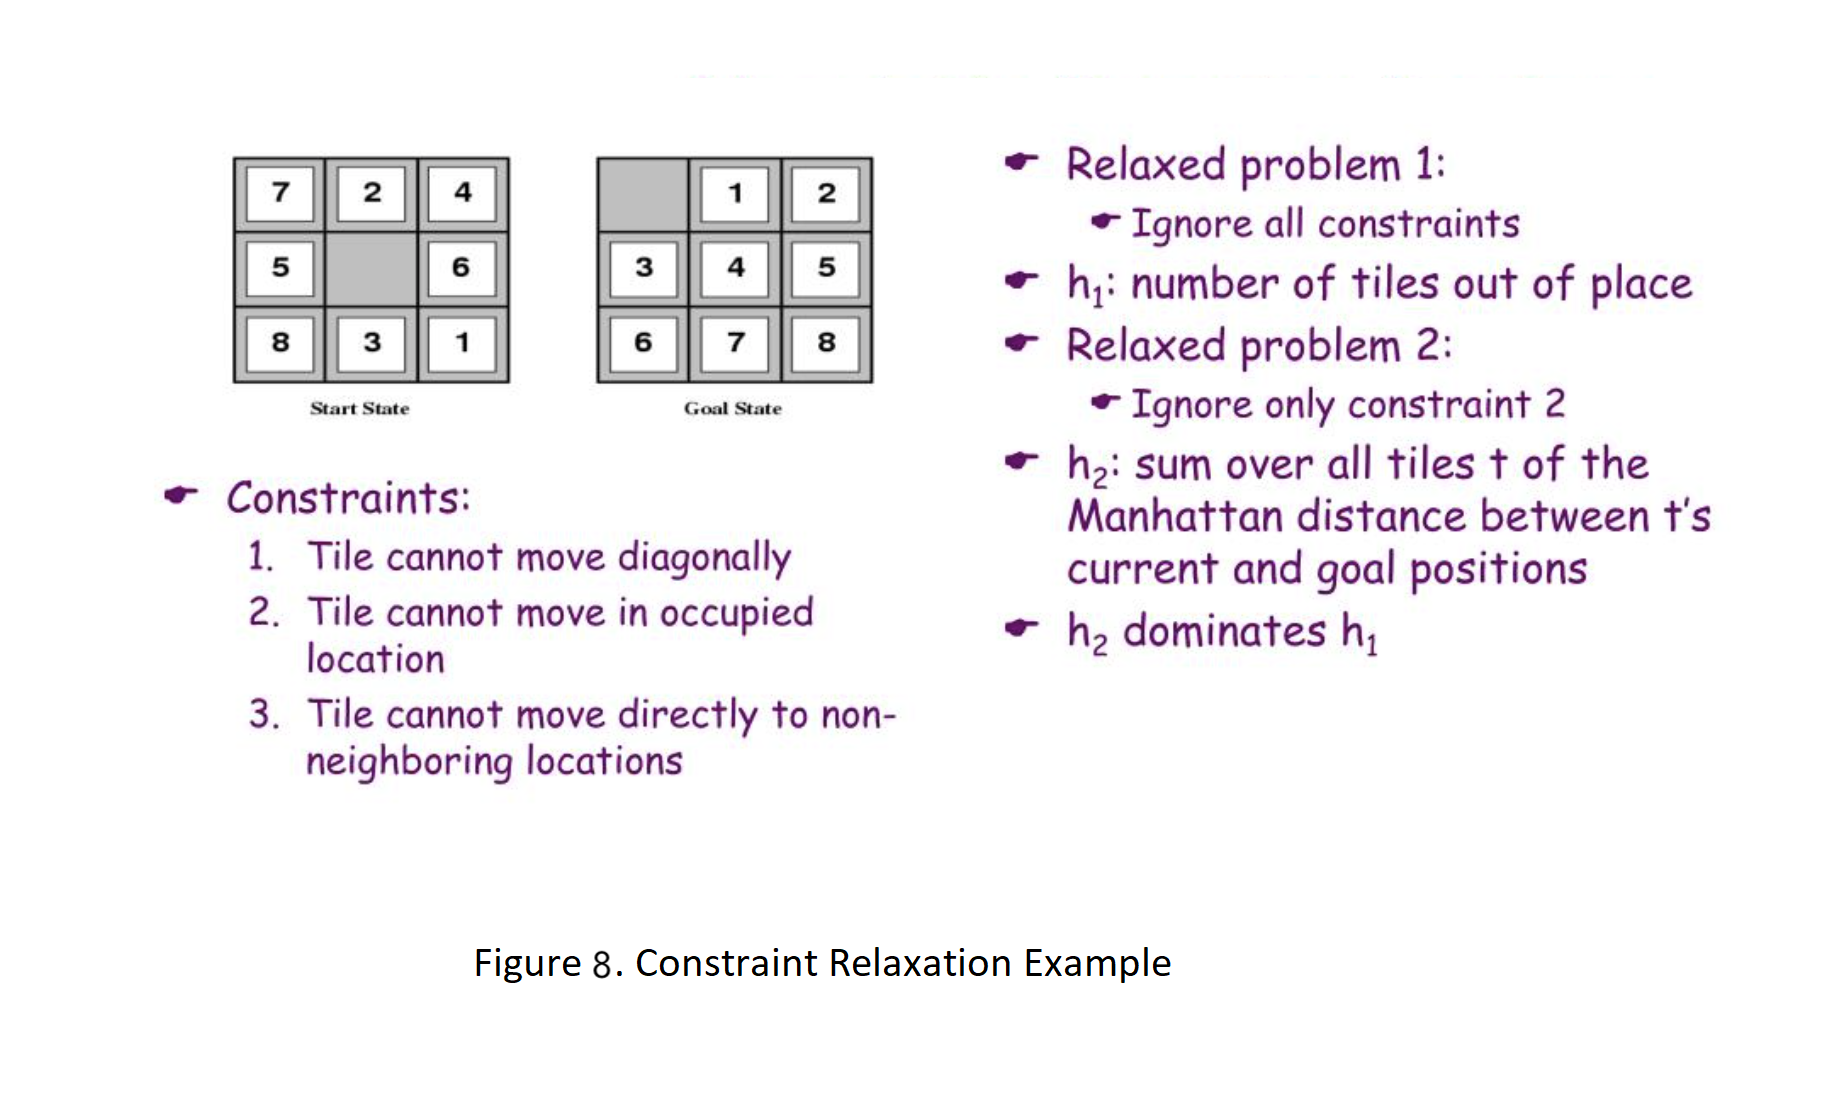 7 2 4
5 6
8 3 1
Start State
1 2
3 4 5
6 7 8
Goal State
Constraints:
1. Tile cannot move diagonally
2. Tile cannot move in occupied
location
3. Tile cannot move directly to non-
neighboring locations
Relaxed problem 1:
Ignore all constraints
h₁: number of tiles out of place
Relaxed problem 2:
Ignore only constraint 2
h₂: sum over all tiles t of the
Manhattan distance between t's
current and goal positions
h₂ dominates h₁
Figure 8. Constraint Relaxation Example